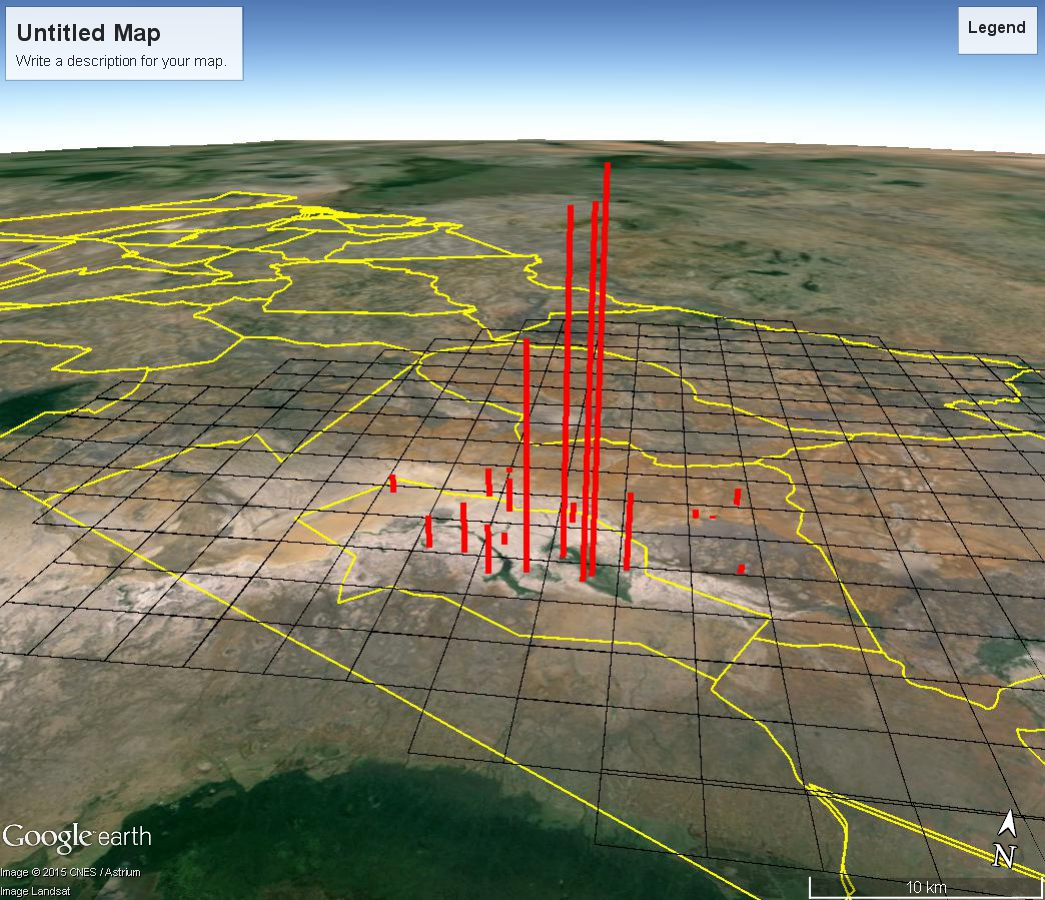 Untitled Map
Write a description for your map.
Legend
N
Google earth
Image © 2015 CNES / Astrium
Image Landsat
10 km